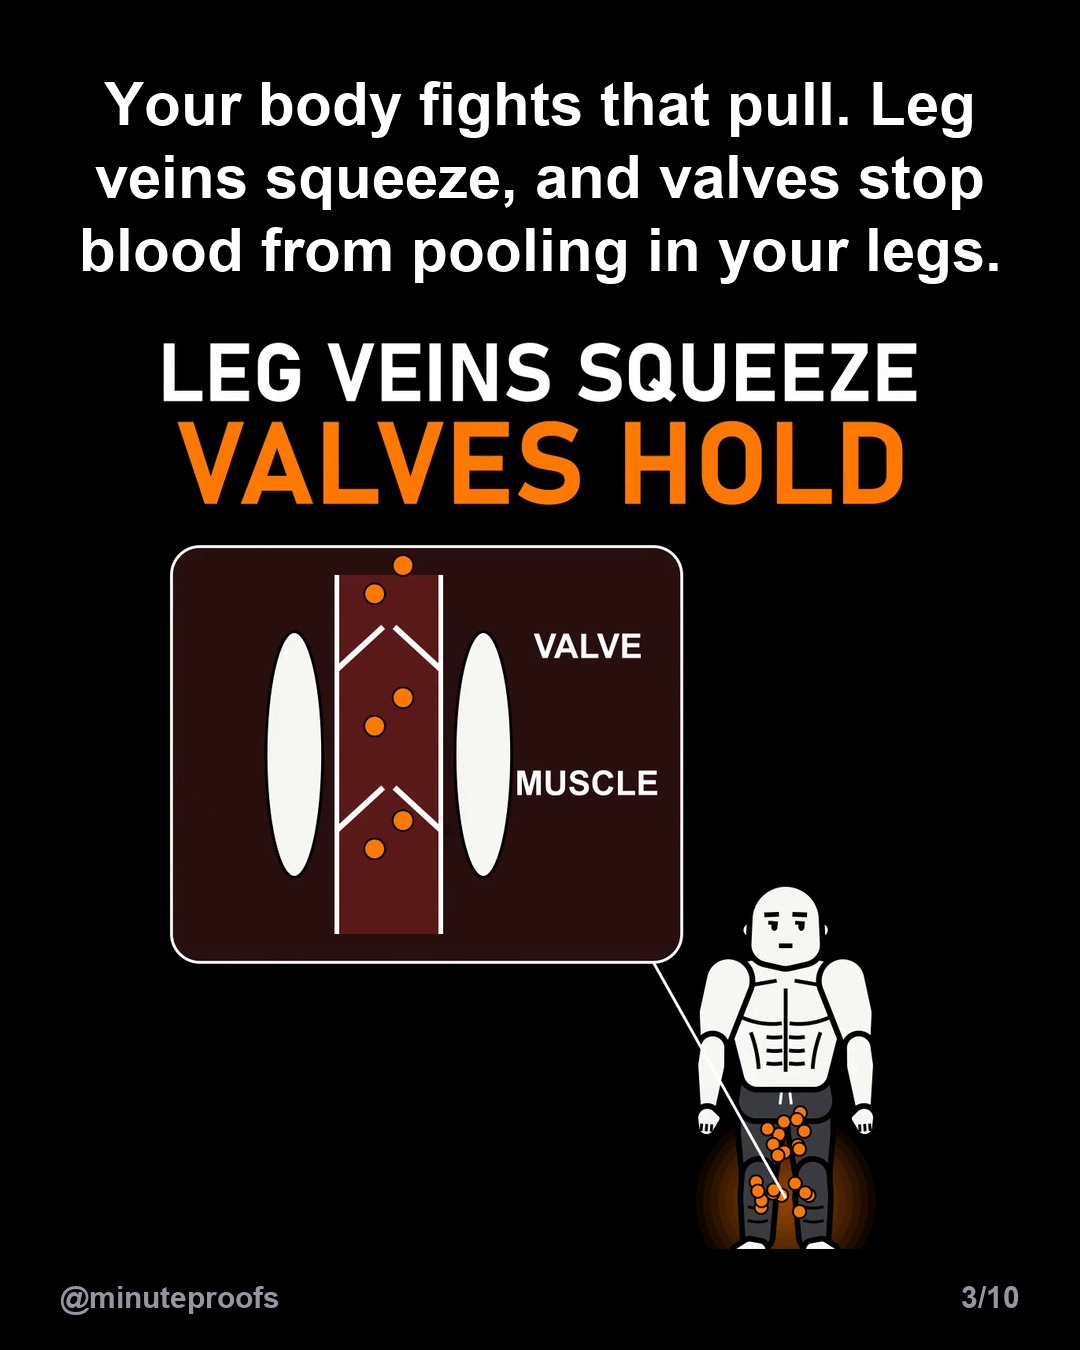 Your body fights that pull. Leg
veins squeeze, and valves stop
blood from pooling in your legs.
LEG VEINS SQUEEZE
VALVES HOLD
VALVE
MUSCLE
@minuteproofs
3/10